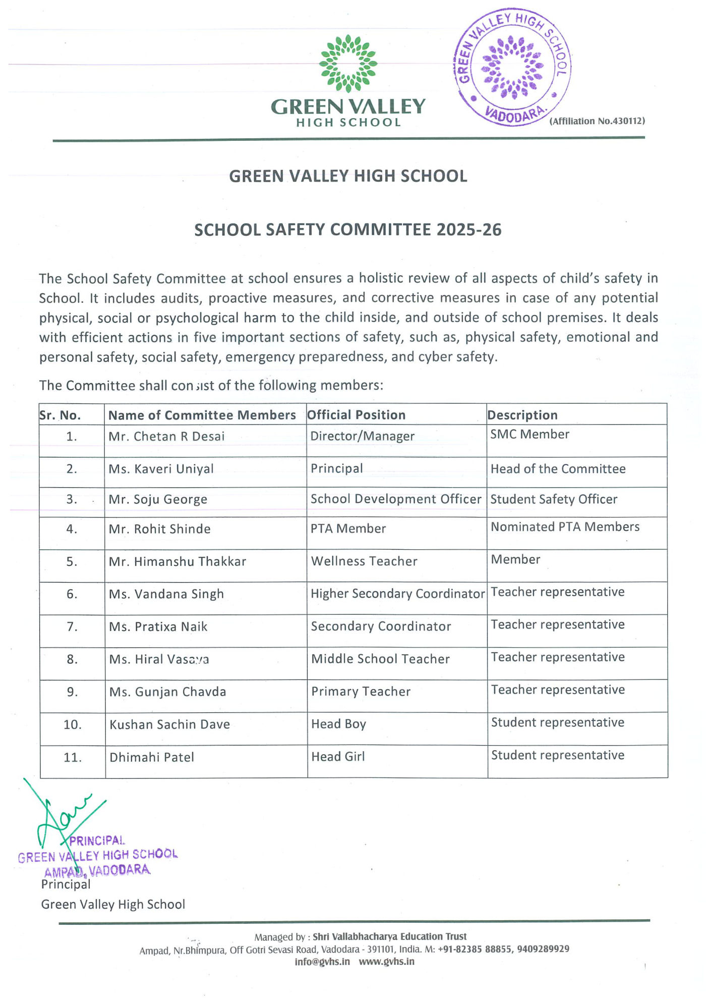 GREEN VALLEY
HIGH SCHOOL
GREEN VALLEY HIGH SCHOOL
VADODARA.
(Affiliation No.430112)
GREEN VALLEY HIGH SCHOOL
SCHOOL SAFETY COMMITTEE 2025-26
The School Safety Committee at school ensures a holistic review of all aspects of child's safety in
School. It includes audits, proactive measures, and corrective measures in case of any potential
physical, social or psychological harm to the child inside, and outside of school premises. It deals
with efficient actions in five important sections of safety, such as, physical safety, emotional and
personal safety, social safety, emergency preparedness, and cyber safety.
The Committee shall consist of the following members:
Sr. No. Name of Committee Members Official Position Description
1. Mr. Chetan R Desai Director/Manager SMC Member
2. Ms. Kaveri Uniyal Principal Head of the Committee
3. Mr. Soju George School Development Officer Student Safety Officer
4. Mr. Rohit Shinde PTA Member Nominated PTA Members
5. Mr. Himanshu Thakkar Wellness Teacher Member
6. Ms. Vandana Singh Higher Secondary Coordinator Teacher representative
7. Ms. Pratixa Naik Secondary Coordinator Teacher representative
8. Ms. Hiral Vasava Middle School Teacher Teacher representative
9. Ms. Gunjan Chavda Primary Teacher Teacher representative
10. Kushan Sachin Dave Head Boy Student representative
11. Dhimahi Patel Head Girl Student representative
PRINCIPAL
GREEN VALLEY HIGH SCHOOL
AMPAD, VADODARA
Principal
Green Valley High School
Managed by : Shri Vallabhacharya Education Trust
Ampad, Nr.Bhimpura, Off Gotri Sevasi Road, Vadodara - 391101, India. M: +91-82385 88855, 9409289929
info@gvhs.in www.gvhs.in